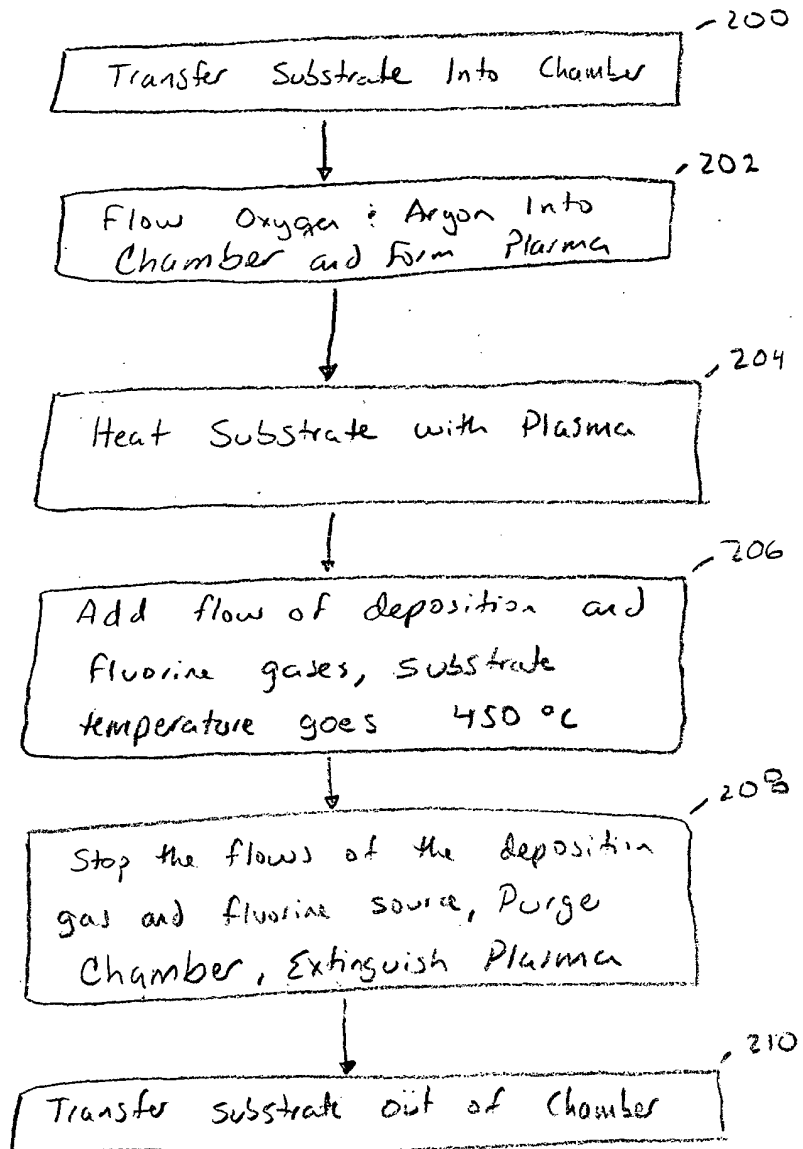 200
Transfer Substrate Into Chamber
202
Flow Oxygen & Argon Into
Chamber and Form Plasma
204
Heat Substrate with Plasma
206
Add flow of deposition and
fluorine gases, substrate
temperature goes 450 °C
208
Stop the flows of the deposition
gas and fluorine source, Purge
Chamber, Extinguish Plasma
210
Transfer substrate out of Chamber